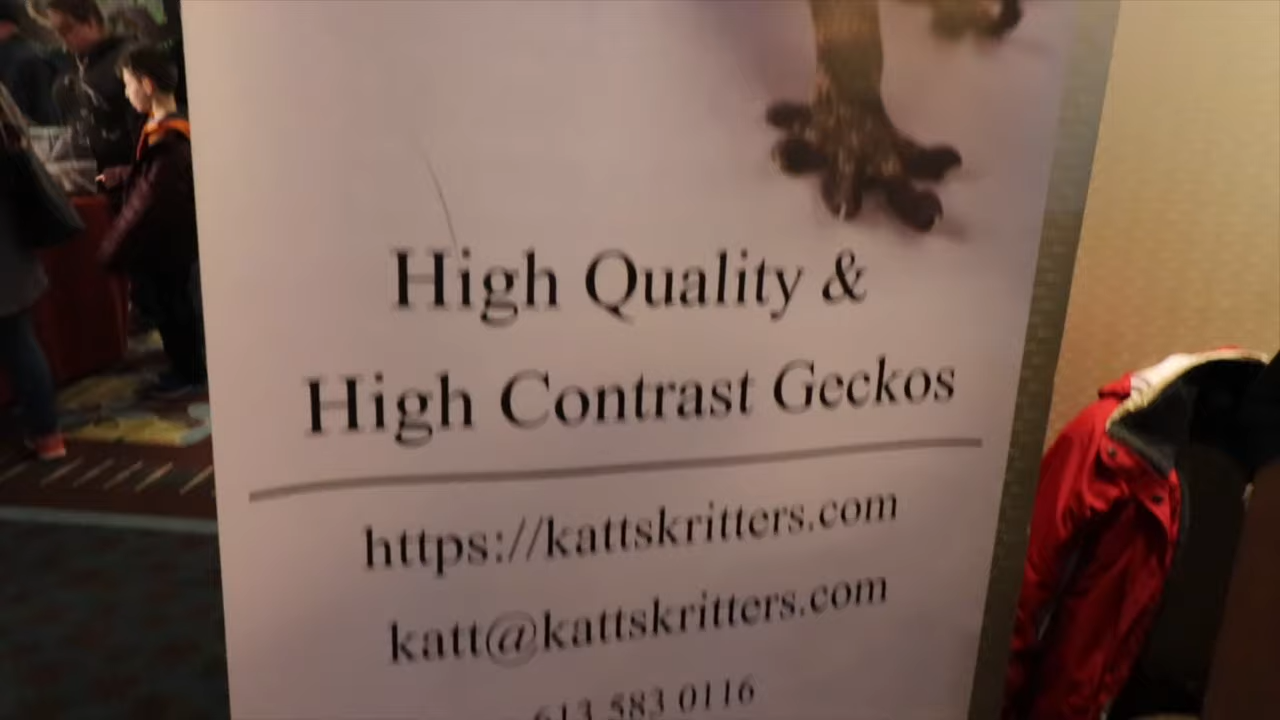 High Quality &
High Contrast Geckos
https://kattskritters.com
katt@kattskritters.com
613 583 0116